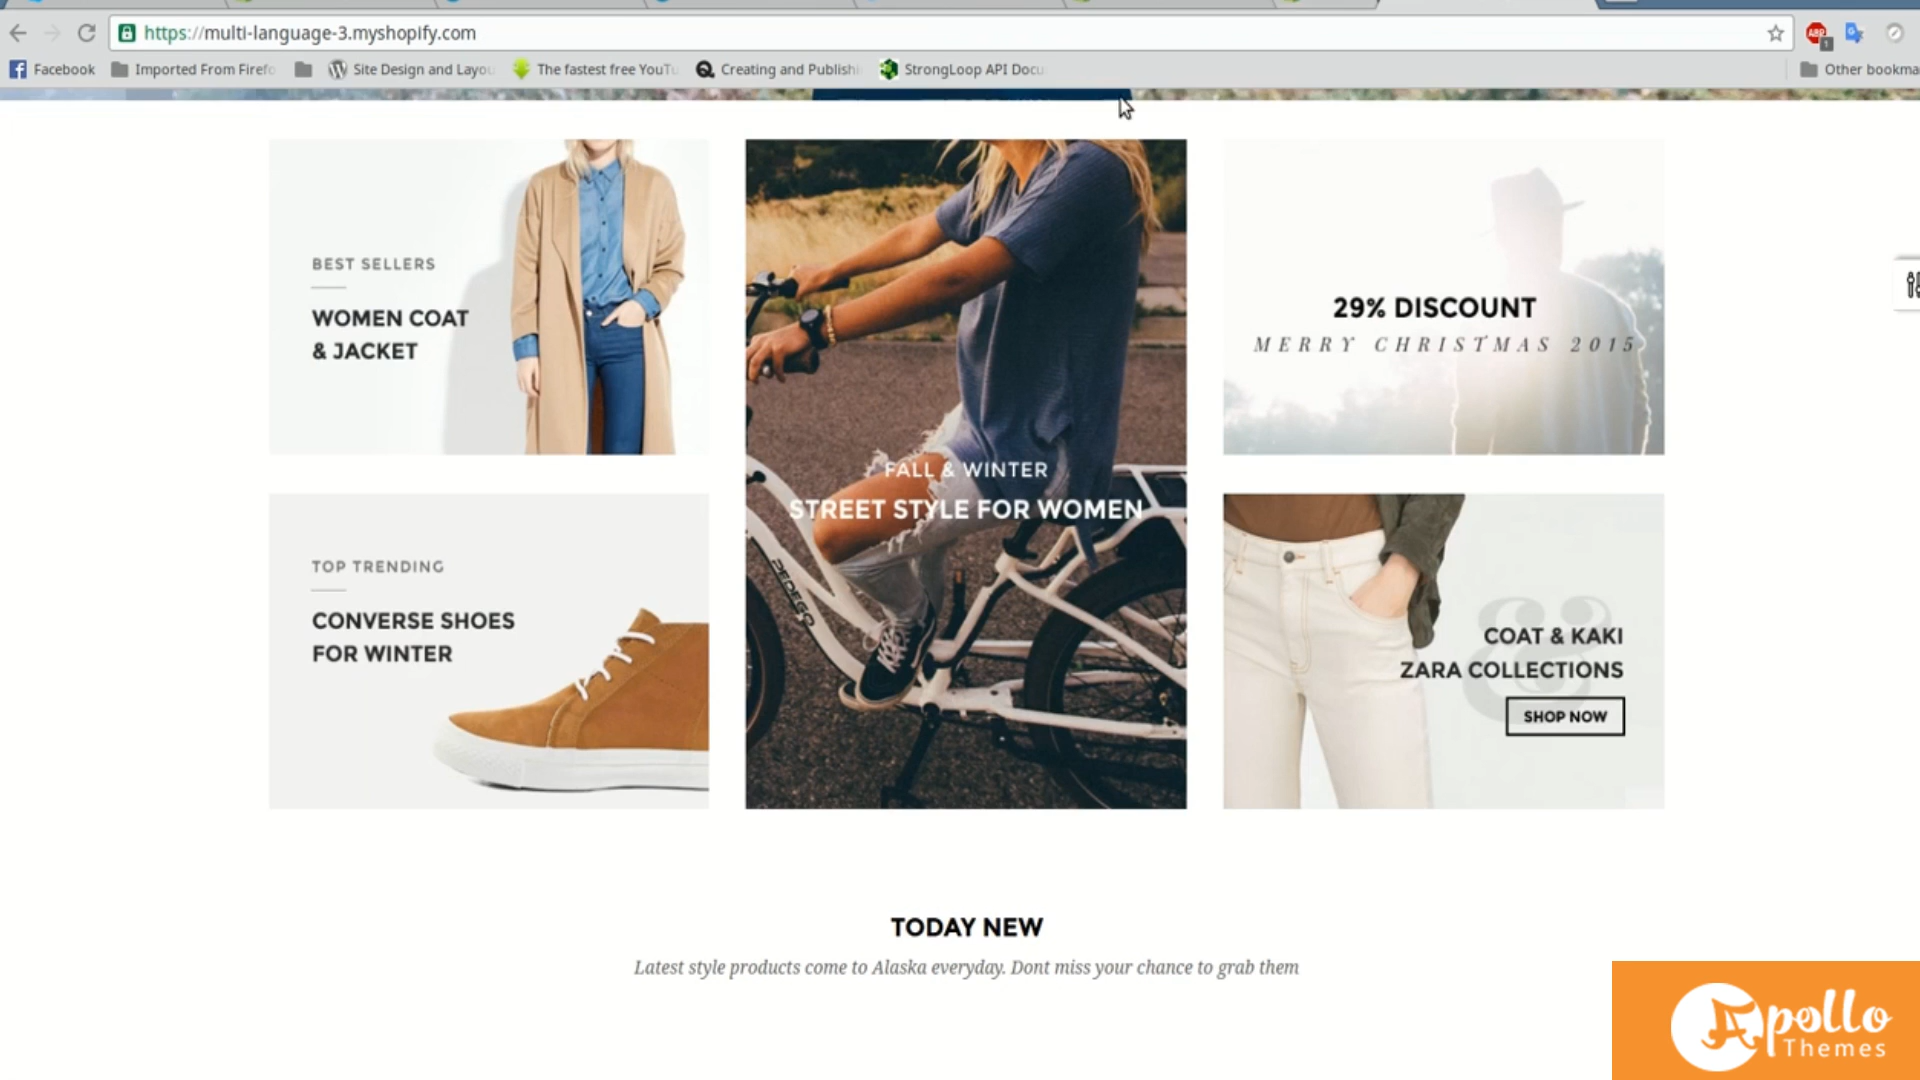 https://multi-language-3.myshopify.com
Facebook
Imported From Firefo
Site Design and Layou
The fastest free YouTu
Creating and Publishi
StrongLoop API Docu
Other bookma
BEST SELLERS
WOMEN COAT
& JACKET
TOP TRENDING
CONVERSE SHOES
FOR WINTER
PEDEGO
FALL & WINTER
STREET STYLE FOR WOMEN
29% DISCOUNT
MERRY CHRISTMAS 2015
&
COAT & KAKI
ZARA COLLECTIONS
SHOP NOW
TODAY NEW
Latest style products come to Alaska everyday. Dont miss your chance to grab them
Apollo
Themes
ABP
1